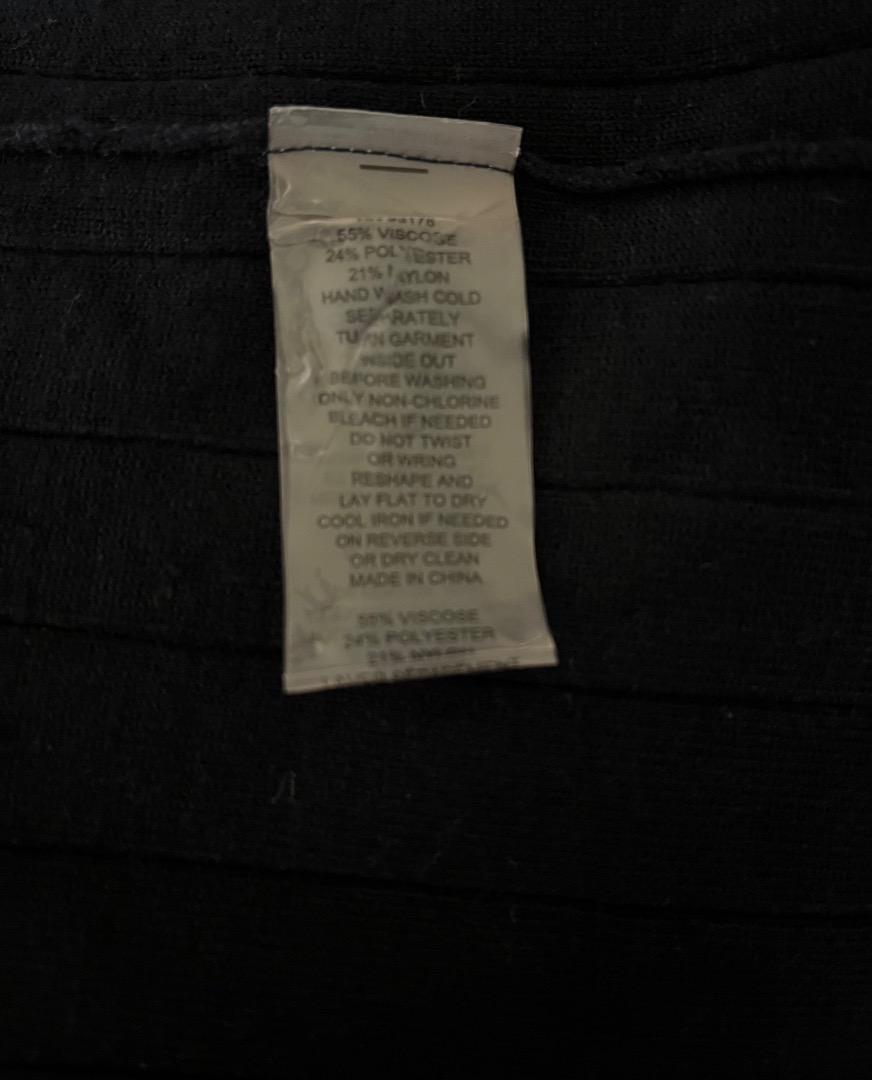 55% VISCOSE
24% POLYESTER
21% NYLON
HAND WASH COLD
SEPARATELY
TURN GARMENT
INSIDE OUT
BEFORE WASHING
ONLY NON-CHLORINE
BLEACH IF NEEDED
DO NOT TWIST
OR WRING
RESHAPE AND
LAY FLAT TO DRY
COOL IRON IF NEEDED
ON REVERSE SIDE
OR DRY CLEAN
MADE IN CHINA
55% VISCOSE
24% POLYESTER
21% NYLON